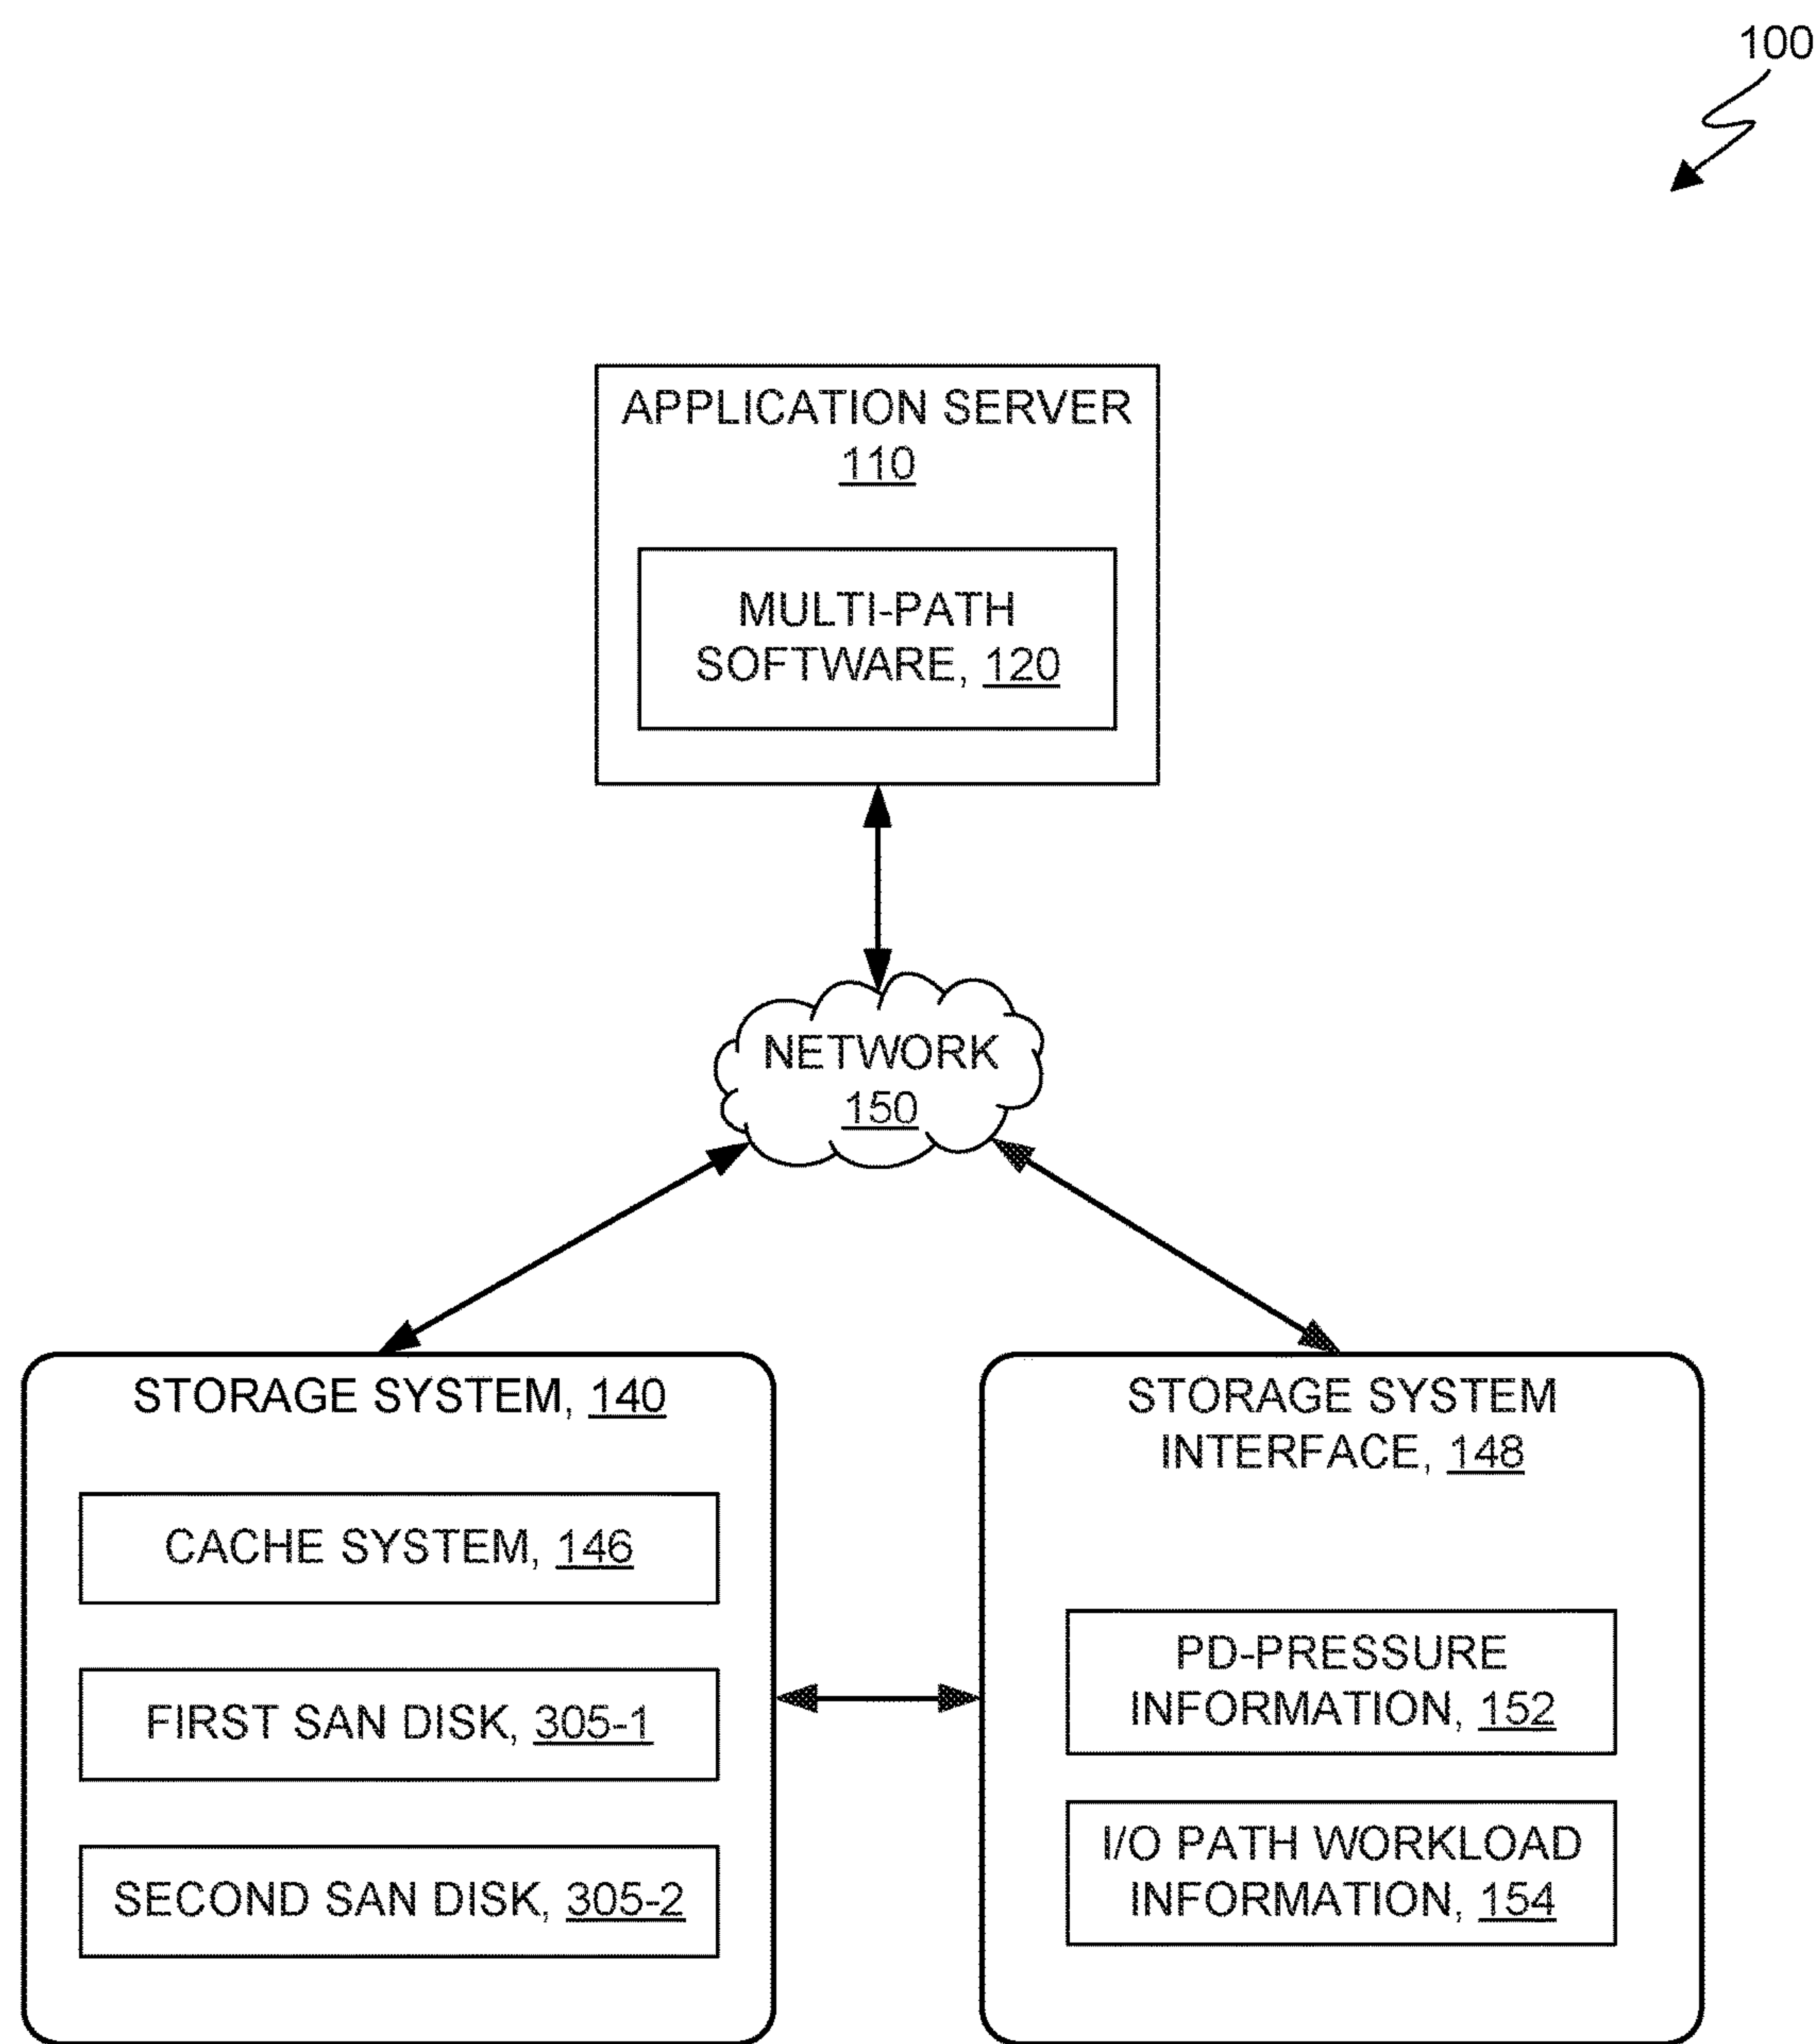 100
APPLICATION SERVER
110
MULTI-PATH
SOFTWARE, 120
NETWORK
150
STORAGE SYSTEM, 140
CACHE SYSTEM, 146
FIRST SAN DISK, 305-1
SECOND SAN DISK, 305-2
STORAGE SYSTEM
INTERFACE, 148
PD-PRESSURE
INFORMATION, 152
I/O PATH WORKLOAD
INFORMATION, 154